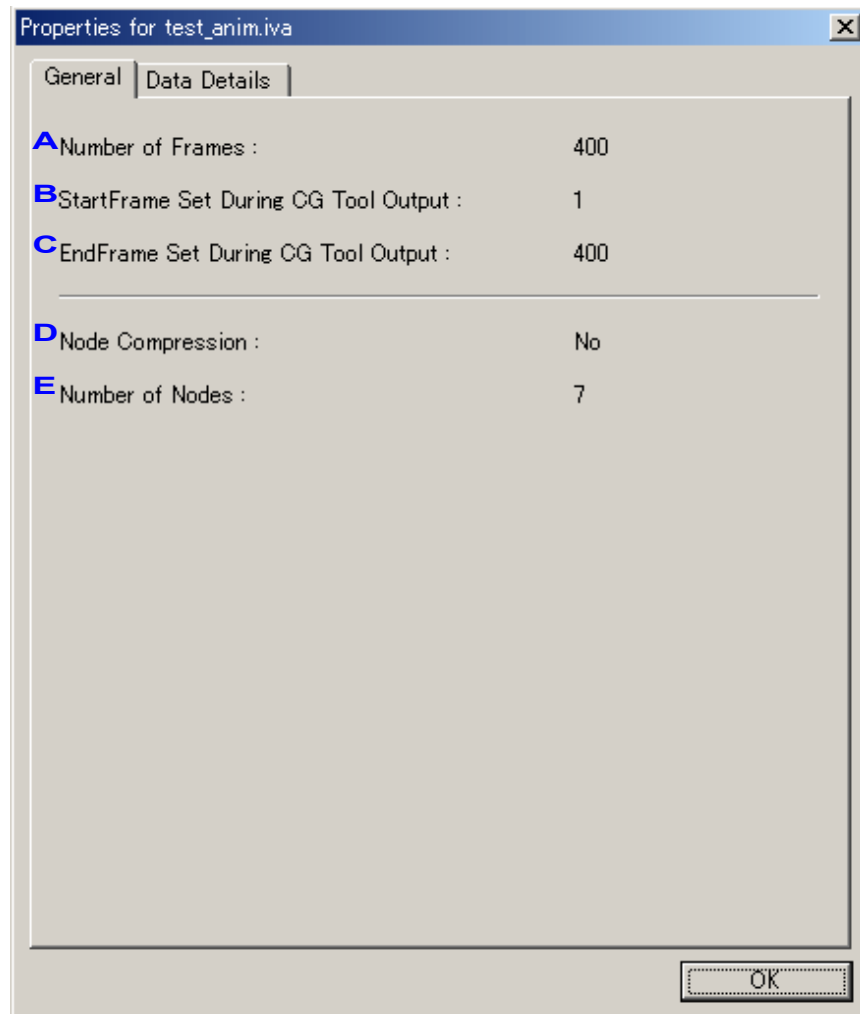 Properties for test_anim.iva
General Data Details
A Number of Frames : 400
B StartFrame Set During CG Tool Output : 1
C EndFrame Set During CG Tool Output : 400
D Node Compression : No
E Number of Nodes : 7
OK